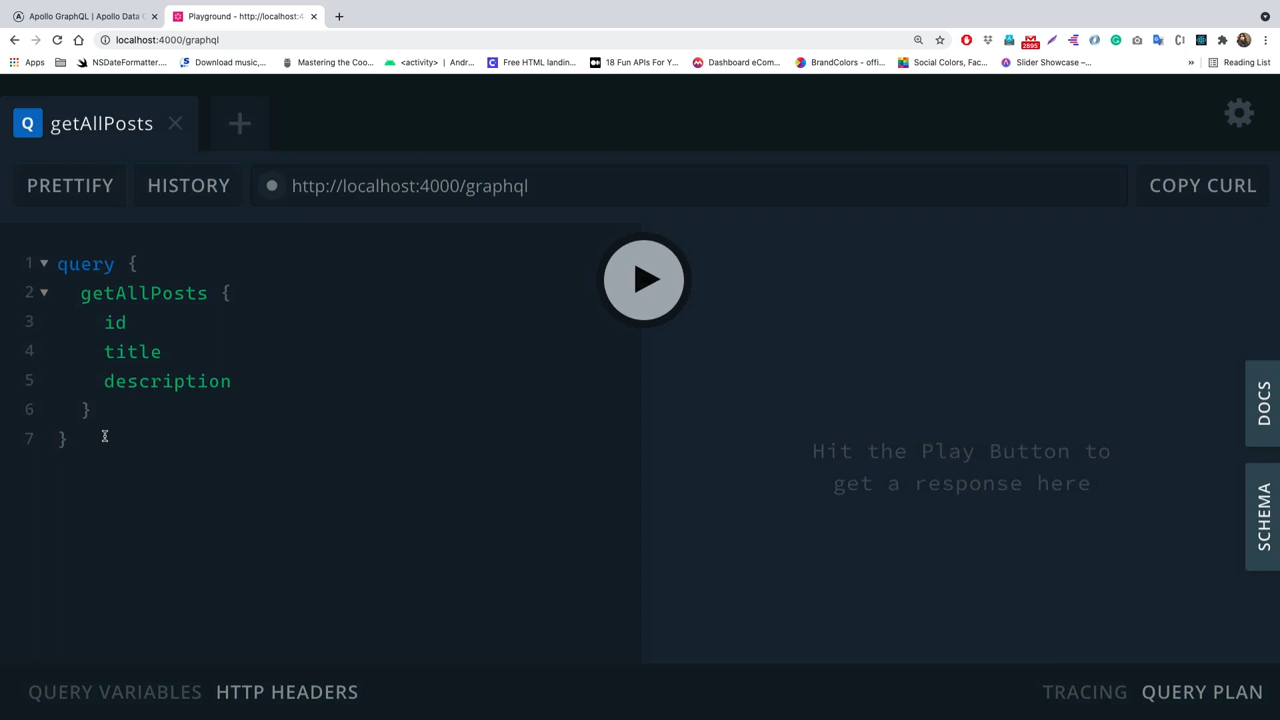 Apollo GraphQL | Apollo Data
Playground - http://localhost:4
localhost:4000/graphql
2895
Apps NSDateFormatter.... Download music,... Mastering the Coo... <activity> | Andr... Free HTML landin... 18 Fun APIs For Y... Dashboard eCom... BrandColors - offi... Social Colors, Fac... Slider Showcase –... » Reading List
Q getAllPosts
PRETTIFY HISTORY http://localhost:4000/graphql COPY CURL
1 query {
2 getAllPosts {
3 id
4 title
5 description
6 }
7 }
Hit the Play Button to
get a response here
DOCS
SCHEMA
QUERY VARIABLES HTTP HEADERS TRACING QUERY PLAN